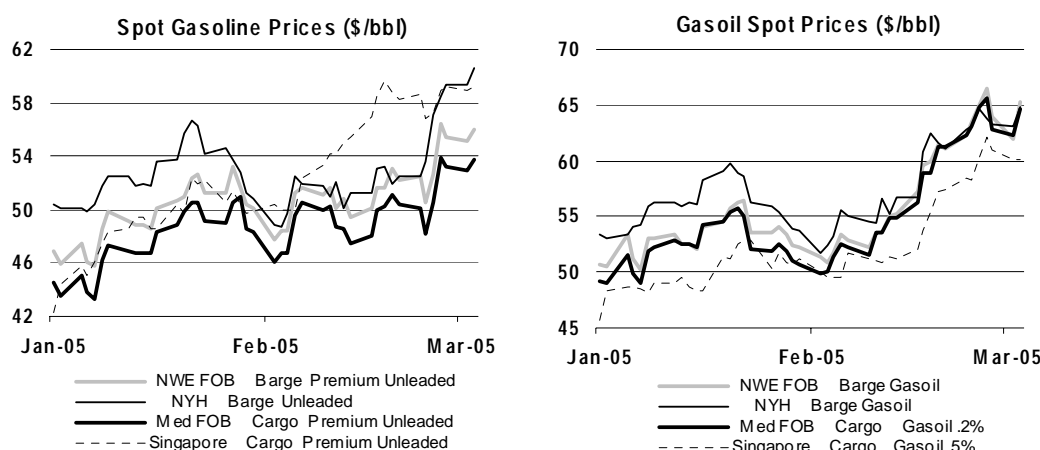 Spot Gasoline Prices ($/bbl)
62
58
54
50
46
42
Jan-05 Feb-05 Mar-05
NWE FOB Barge Premium Unleaded
NYH Barge Unleaded
Med FOB Cargo Premium Unleaded
Singapore Cargo Premium Unleaded
Gasoil Spot Prices ($/bbl)
70
65
60
55
50
45
Jan-05 Feb-05 Mar-05
NWE FOB Barge Gasoil
NYH Barge Gasoil
Med FOB Cargo Gasoil .2%
Singapore Cargo Gasoil .5%